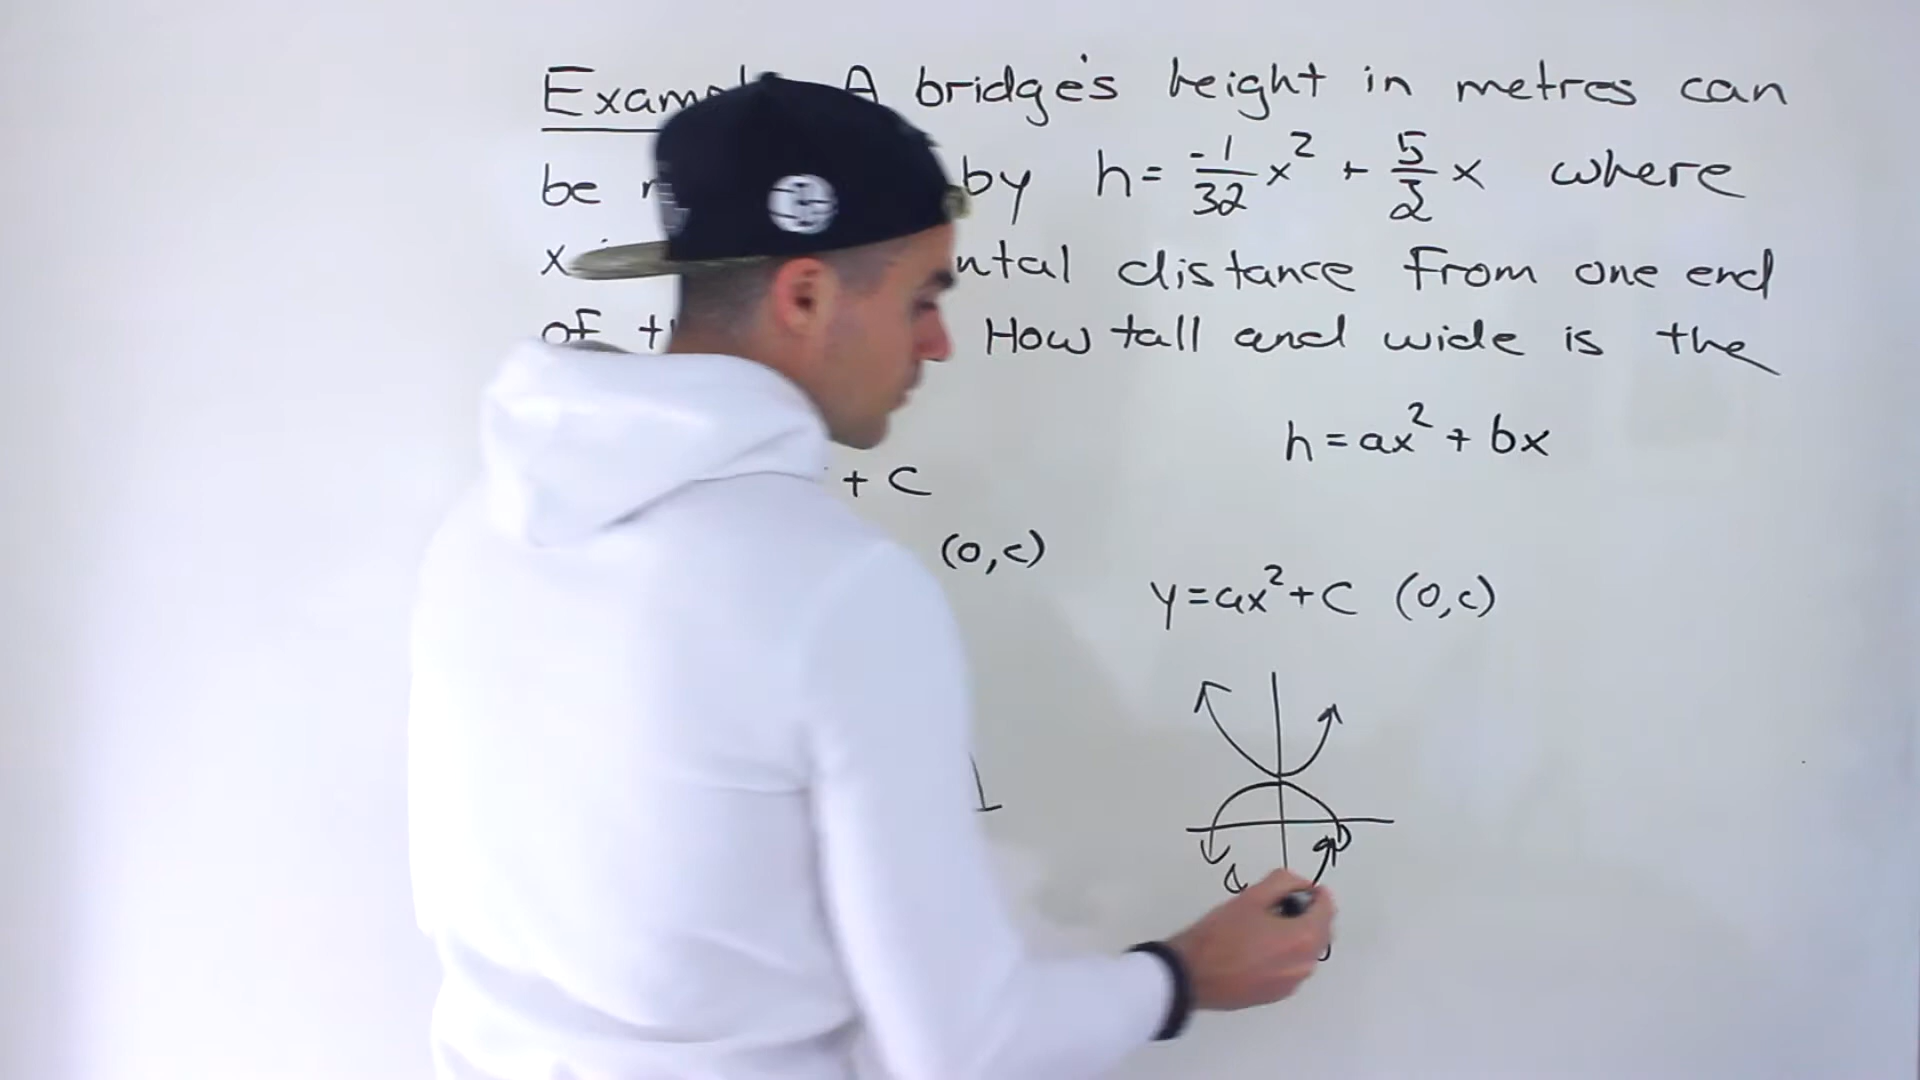 A bridge's height in metres can
be by h = -1/32 x² + 5/2 x where
x distance from one end
of How tall and wide is the
h = ax² + bx
+ C
(0,c)
y = ax² + C (0,c)